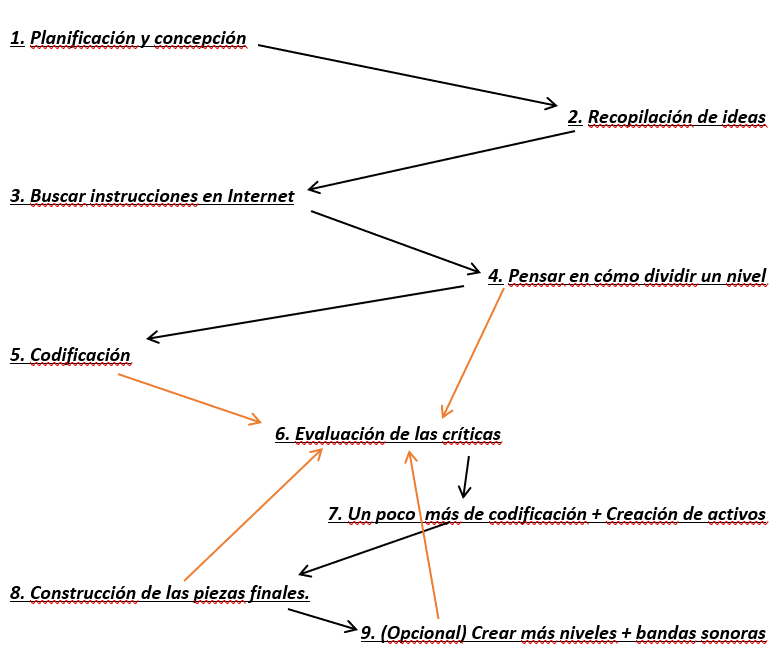 1. Planificación y concepción
2. Recopilación de ideas
3. Buscar instrucciones en Internet
4. Pensar en cómo dividir un nivel
5. Codificación
6. Evaluación de las críticas
7. Un poco  más de codificación + Creación de activos
8. Construcción de las piezas finales.
9. (Opcional) Crear más niveles + bandas sonoras